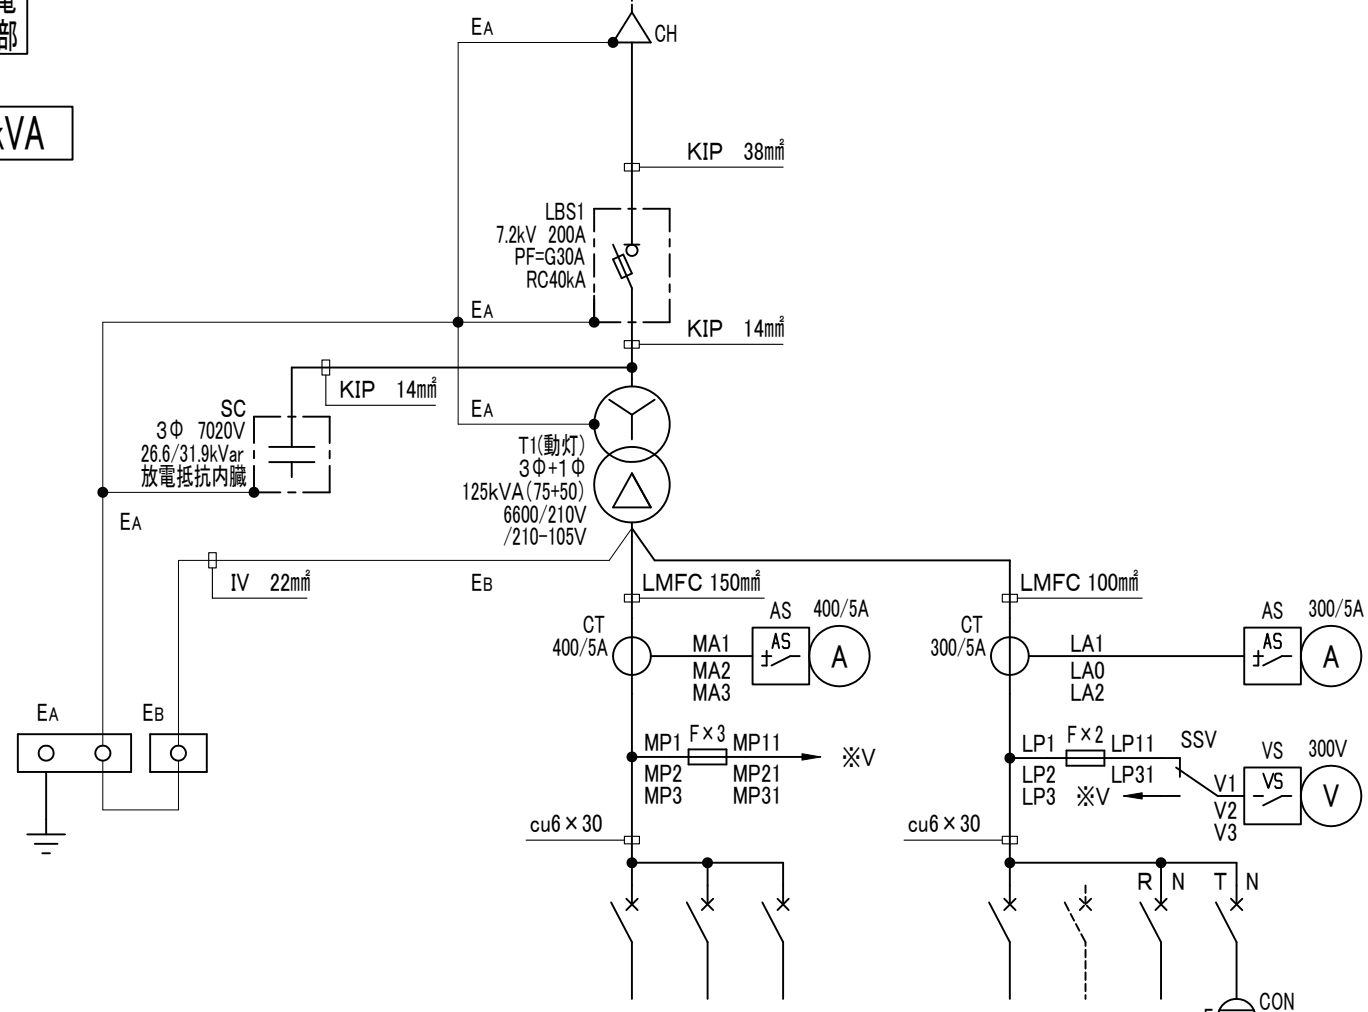 部
kVA
EA
CH
KIP 38mm²
LBS1
7.2kV 200A
PF=G30A
RC40kA
EA
KIP 14mm²
KIP 14mm²
EA
SC
3Φ 7020V
26.6/31.9kVar
放電抵抗内臓
EA
T1(動灯)
3Φ+1Φ
125kVA(75+50)
6600/210V
/210-105V
IV 22mm²
EB
LMFC 150mm²
LMFC 100mm²
CT
400/5A
MA1
MA2
MA3
AS 400/5A
AS
A
CT
300/5A
LA1
LA0
LA2
AS 300/5A
AS
A
EA
EB
MP1 F×3 MP11
MP2 MP21
MP3 MP31
※V
LP1 F×2 LP11
LP2 LP31
LP3 ※V
SSV
V1
V2
V3
VS 300V
VS
V
cu6×30
cu6×30
R N T N
CON